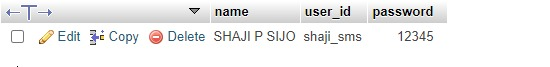 name user_id password
Edit Copy Delete SHAJI P SIJO shaji_sms 12345